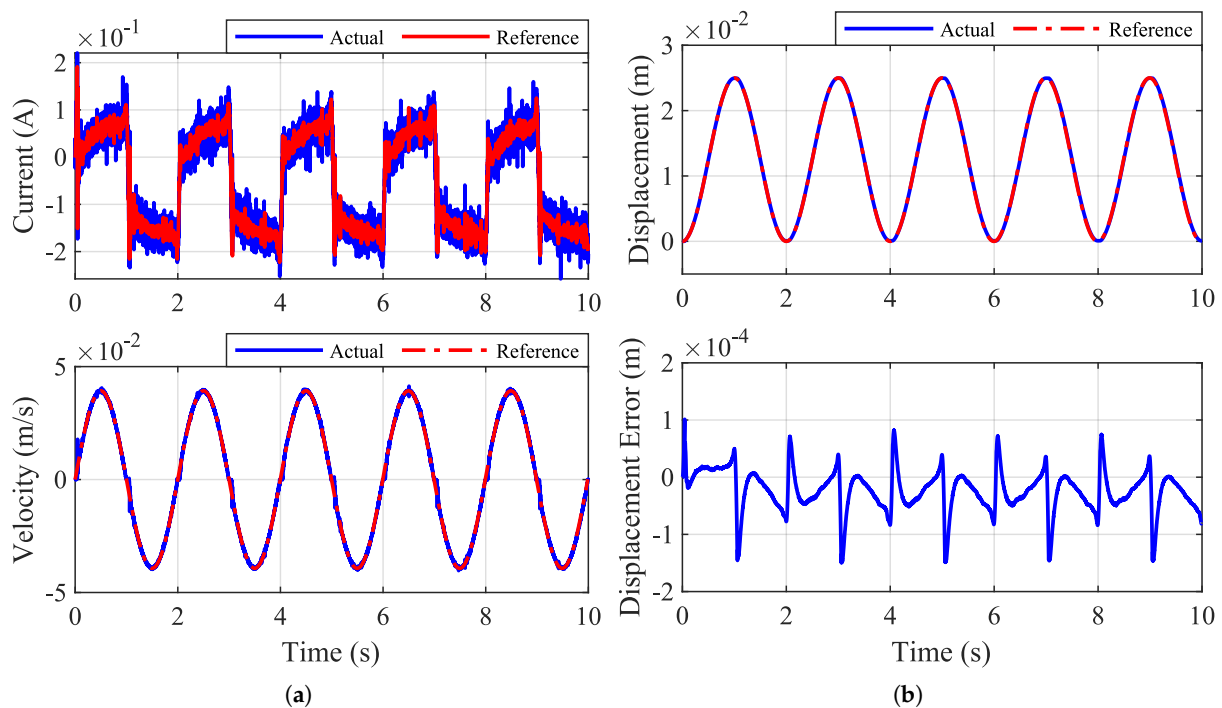 ×10⁻¹
Actual Reference
2
1
0
-1
-2
Current (A)
0 2 4 6 8 10
×10⁻²
Actual Reference
5
0
-5
Velocity (m/s)
0 2 4 6 8 10
Time (s)
(a)
×10⁻²
Actual Reference
3
2
1
0
Displacement (m)
0 2 4 6 8 10
×10⁻⁴
2
1
0
-1
-2
Displacement Error (m)
0 2 4 6 8 10
Time (s)
(b)